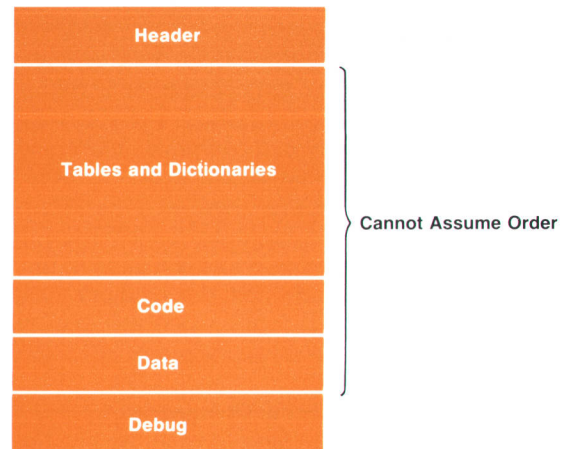 Header
Tables and Dictionaries
Cannot Assume Order
Code
Data
Debug